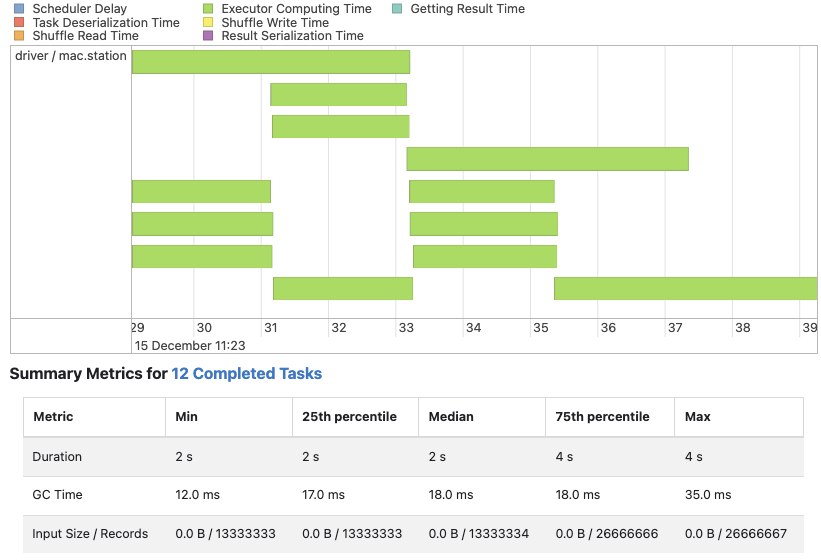 Scheduler Delay
Executor Computing Time
Getting Result Time
Task Deserialization Time
Shuffle Write Time
Shuffle Read Time
Result Serialization Time
driver / mac.station
29 30 31 32 33 34 35 36 37 38 39
15 December 11:23
Summary Metrics for 12 Completed Tasks
Metric Min 25th percentile Median 75th percentile Max
Duration 2 s 2 s 2 s 4 s 4 s
GC Time 12.0 ms 17.0 ms 18.0 ms 18.0 ms 35.0 ms
Input Size / Records 0.0 B / 13333333 0.0 B / 13333333 0.0 B / 13333334 0.0 B / 26666666 0.0 B / 26666667